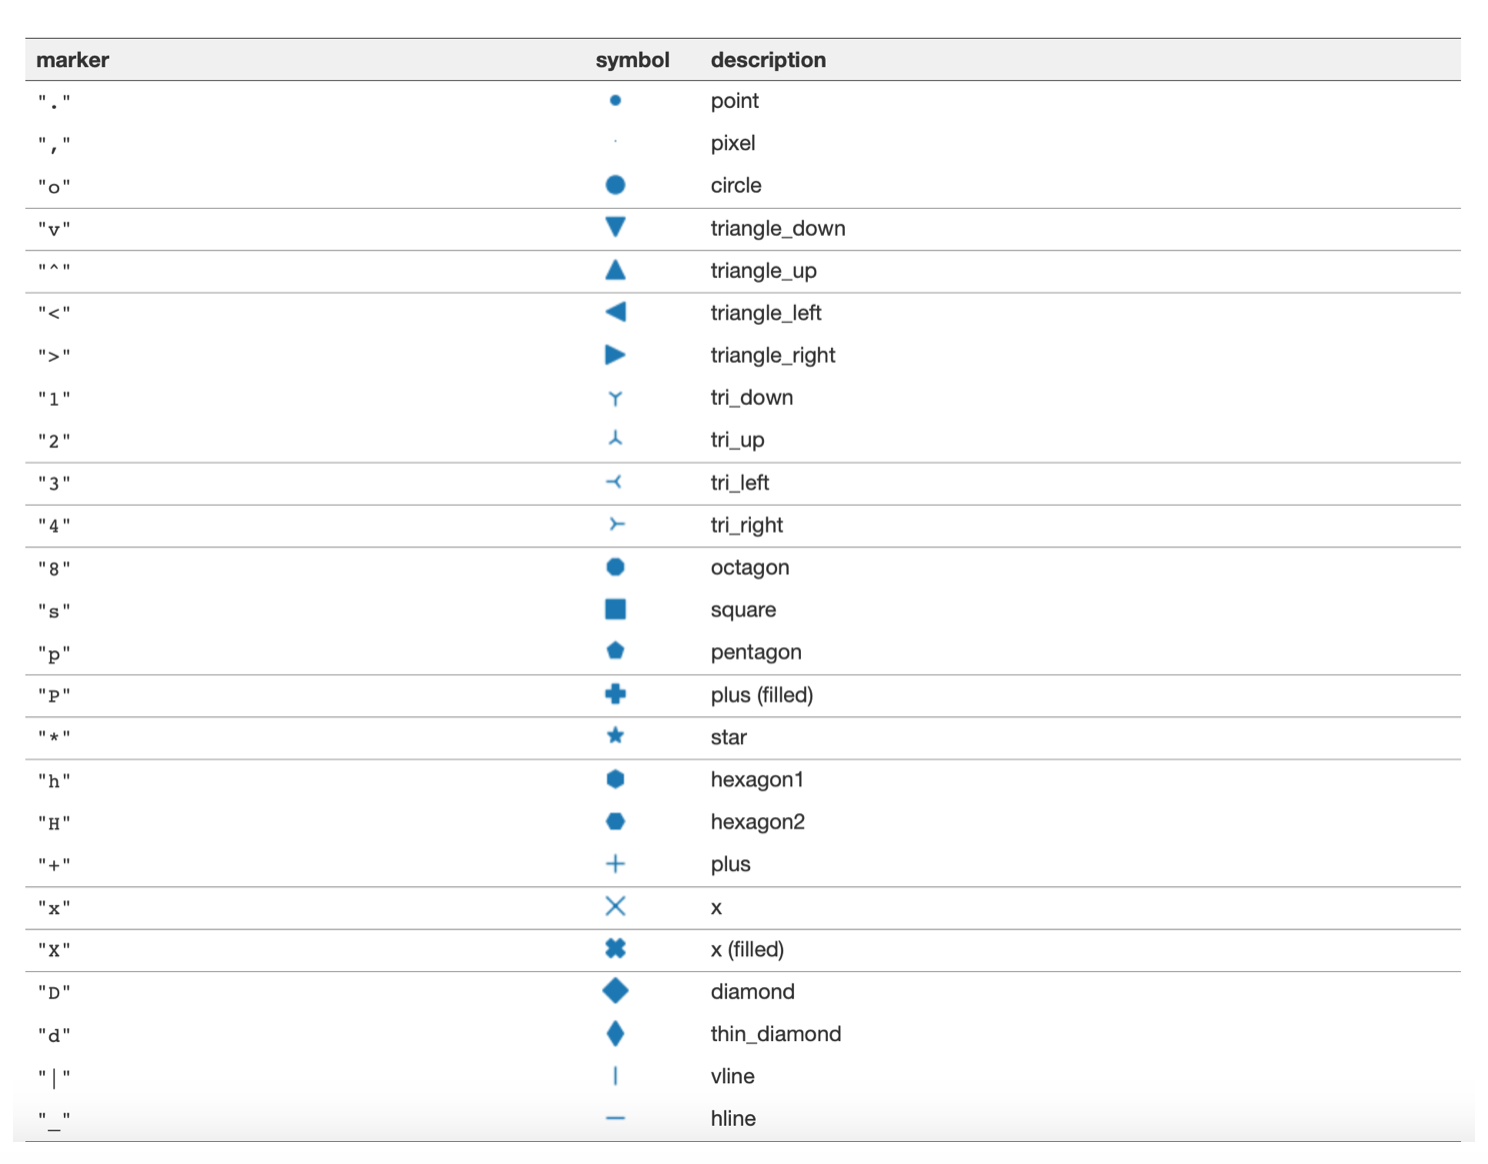 marker symbol description
"." point
"," pixel
"o" circle
"v" triangle_down
"^" triangle_up
"<" triangle_left
">" triangle_right
"1" tri_down
"2" tri_up
"3" tri_left
"4" tri_right
"8" octagon
"s" square
"p" pentagon
"P" plus (filled)
"*" star
"h" hexagon1
"H" hexagon2
"+" plus
"x" x
"X" x (filled)
"D" diamond
"d" thin_diamond
"|" vline
"_" hline